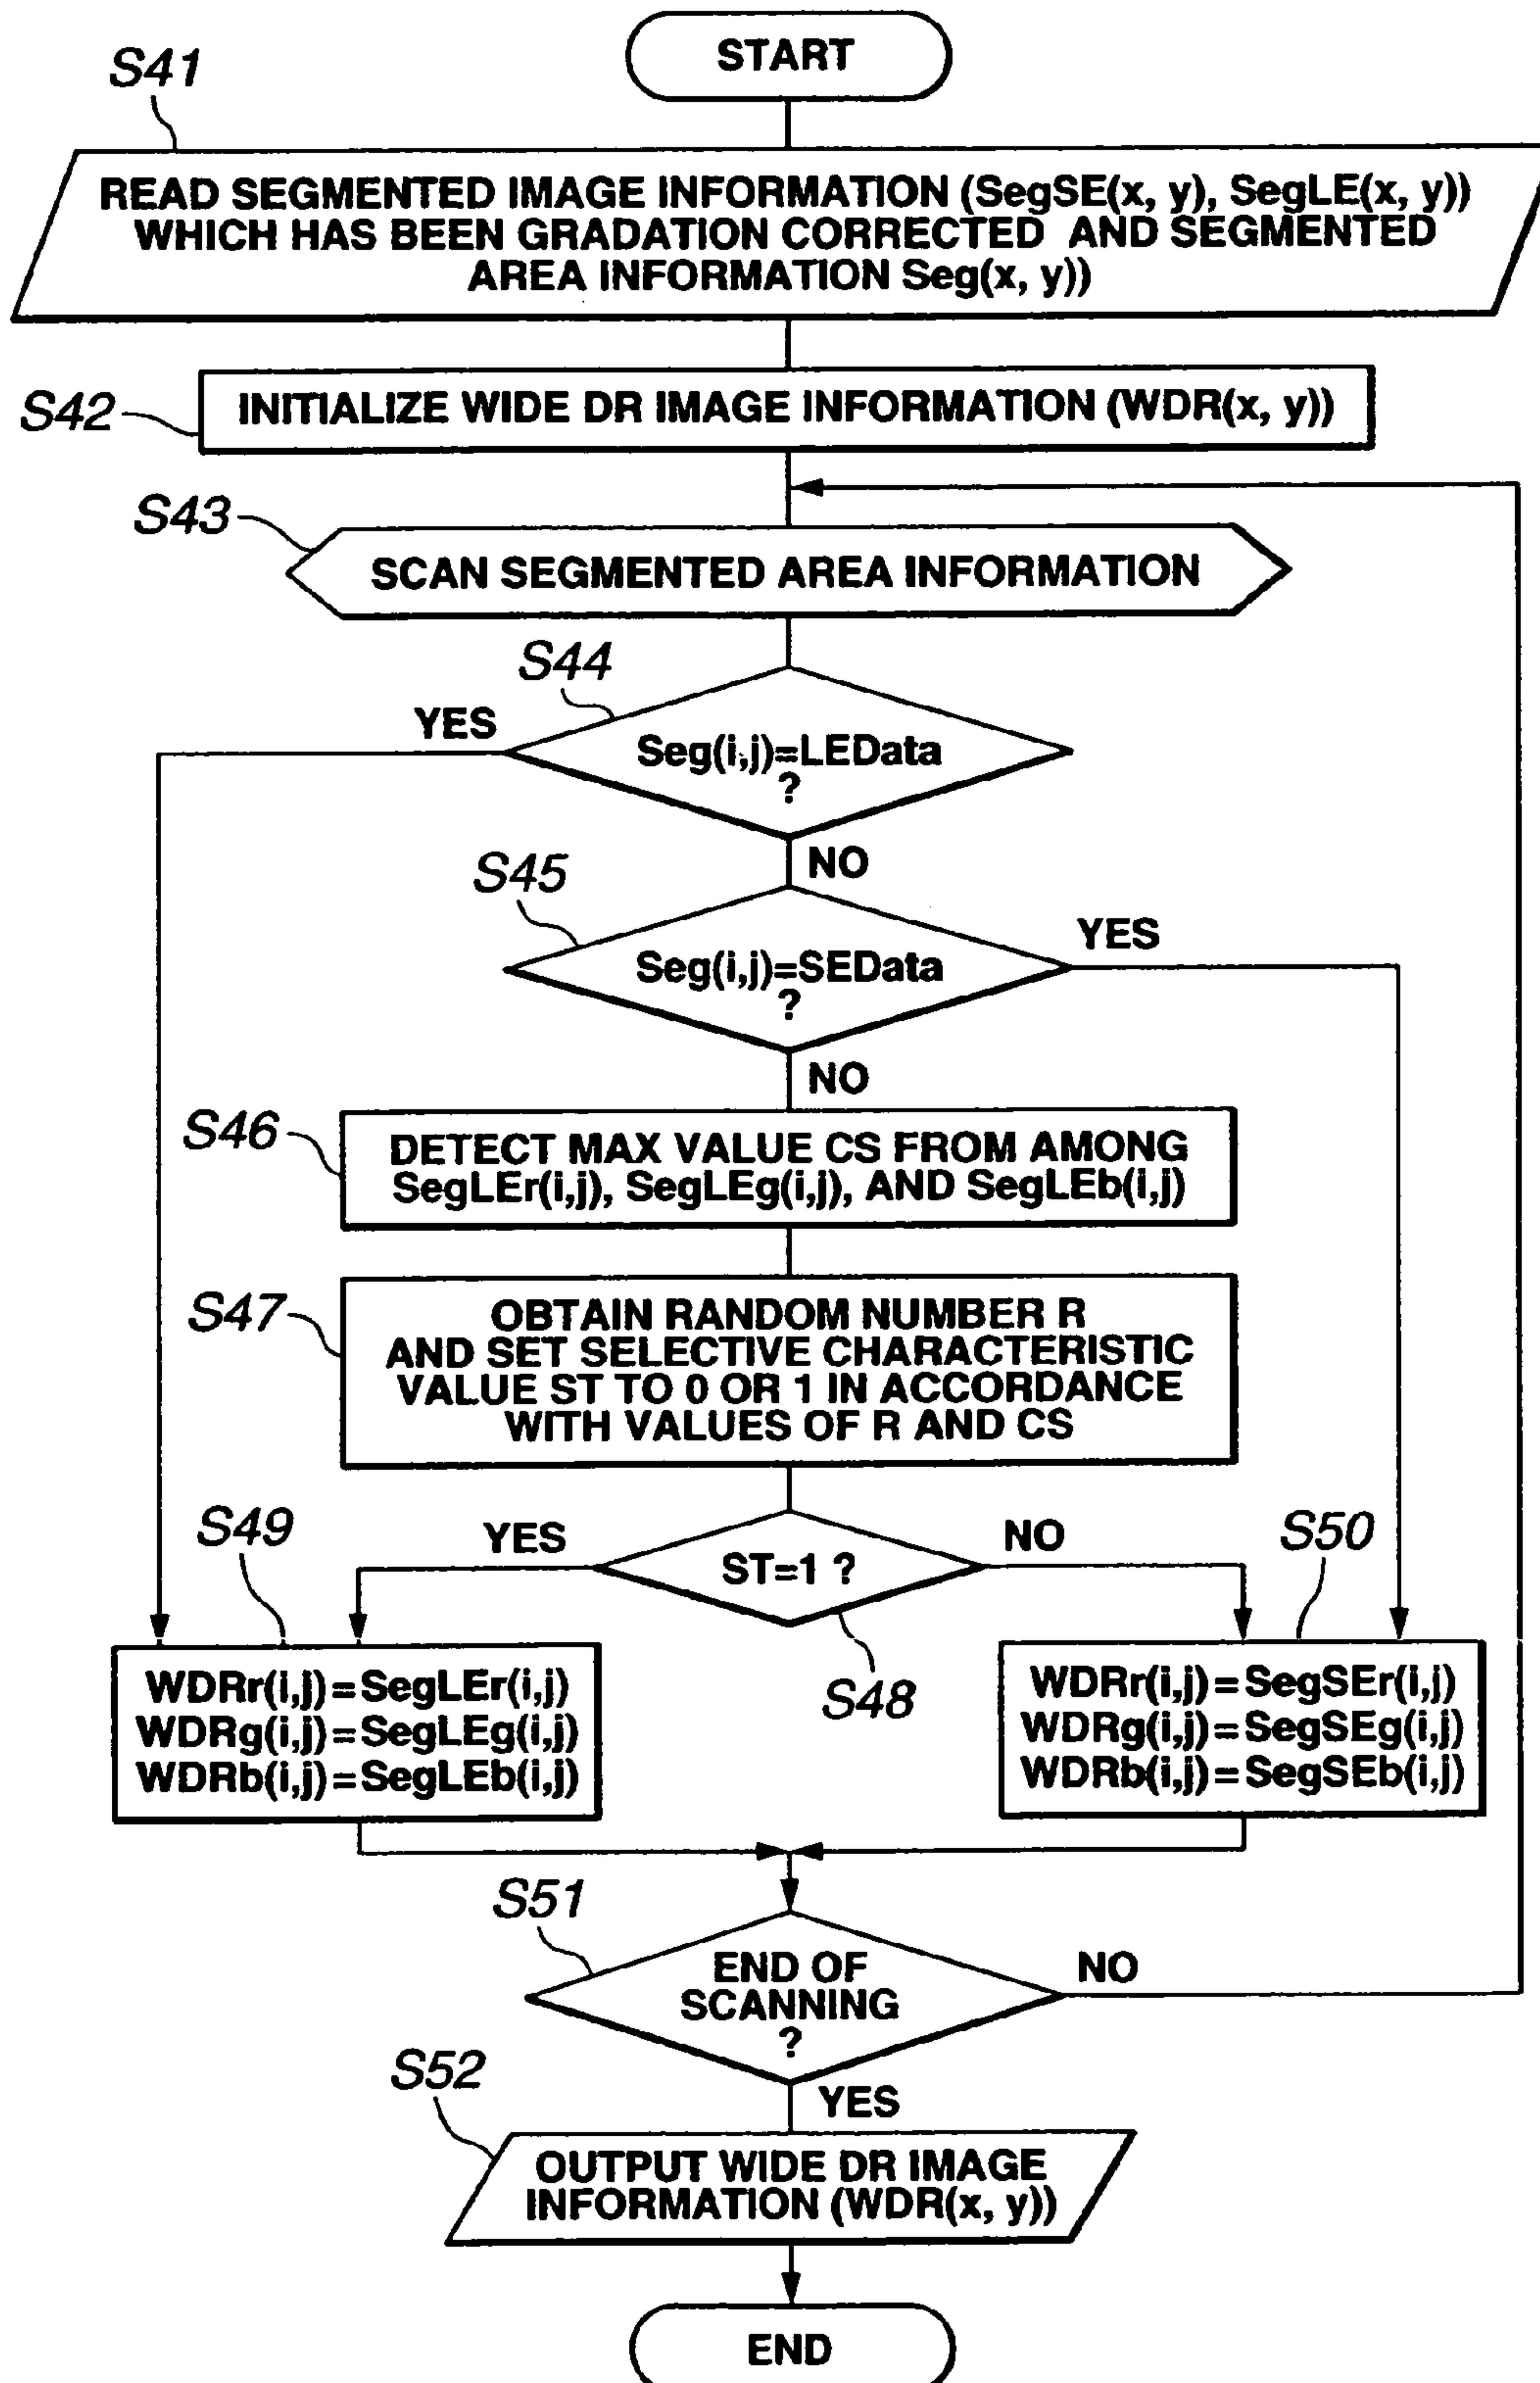 START
S41
READ SEGMENTED IMAGE INFORMATION (SegSE(x, y), SegLE(x, y))
WHICH HAS BEEN GRADATION CORRECTED AND SEGMENTED
AREA INFORMATION Seg(x, y))
S42
INITIALIZE WIDE DR IMAGE INFORMATION (WDR(x, y))
S43
SCAN SEGMENTED AREA INFORMATION
S44
YES
Seg(i,j)=LEData
?
NO
S45
YES
Seg(i,j)=SEData
?
NO
S46
DETECT MAX VALUE CS FROM AMONG
SegLEr(i,j), SegLEg(i,j), AND SegLEb(i,j)
S47
OBTAIN RANDOM NUMBER R
AND SET SELECTIVE CHARACTERISTIC
VALUE ST TO 0 OR 1 IN ACCORDANCE
WITH VALUES OF R AND CS
YES
ST=1 ?
NO
S48
S49
WDRr(i,j)=SegLEr(i,j)
WDRg(i,j)=SegLEg(i,j)
WDRb(i,j)=SegLEb(i,j)
S50
WDRr(i,j)=SegSEr(i,j)
WDRg(i,j)=SegSEg(i,j)
WDRb(i,j)=SegSEb(i,j)
S51
END OF
SCANNING
?
NO
YES
S52
OUTPUT WIDE DR IMAGE
INFORMATION (WDR(x, y))
END